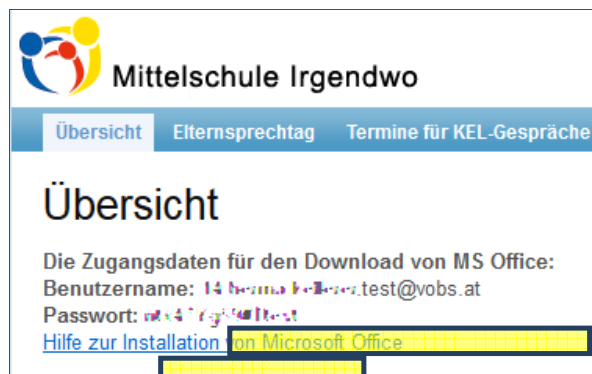 Mittelschule Irgendwo
Übersicht Elternsprechtag Termine für KEL-Gespräche
Übersicht
Die Zugangsdaten für den Download von MS Office:
Benutzername: .test@vobs.at
Passwort:
Hilfe zur Installation von Microsoft Office